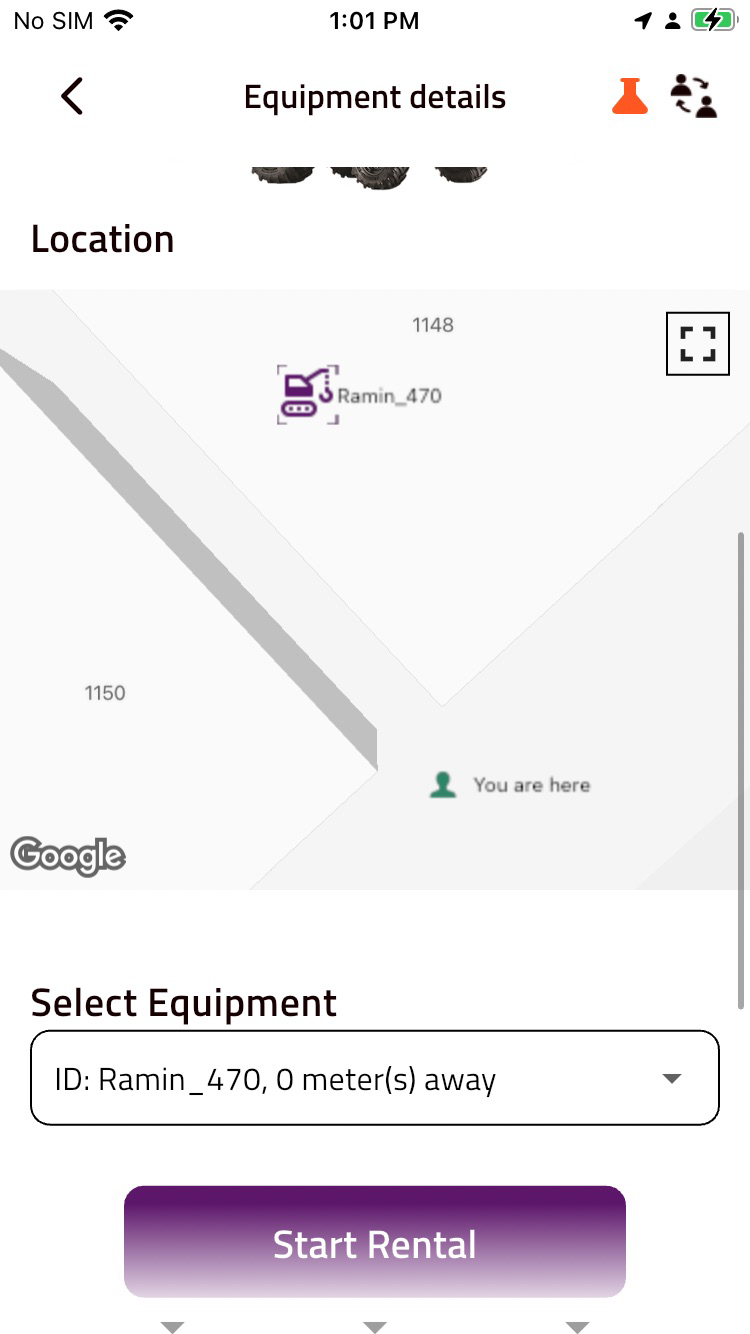 No SIM 1:01 PM
Equipment details
Location
1148
Ramin_470
1150
You are here
Google
Select Equipment
ID: Ramin_470, 0 meter(s) away
Start Rental